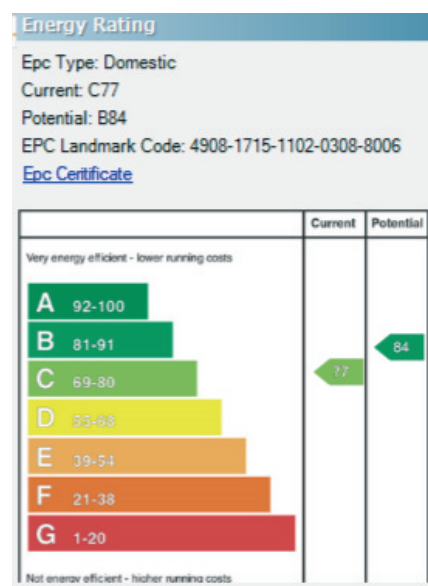 Energy Rating
Epc Type: Domestic
Current: C77
Potential: B84
EPC Landmark Code: 4908-1715-1102-0308-8006
Epc Ceritificate
Current Potential
Very energy efficient - lower running costs
A 92-100
B 81-91
84
C 69-80
77
D 55-68
E 39-54
F 21-38
G 1-20
Not energy efficient - higher running costs